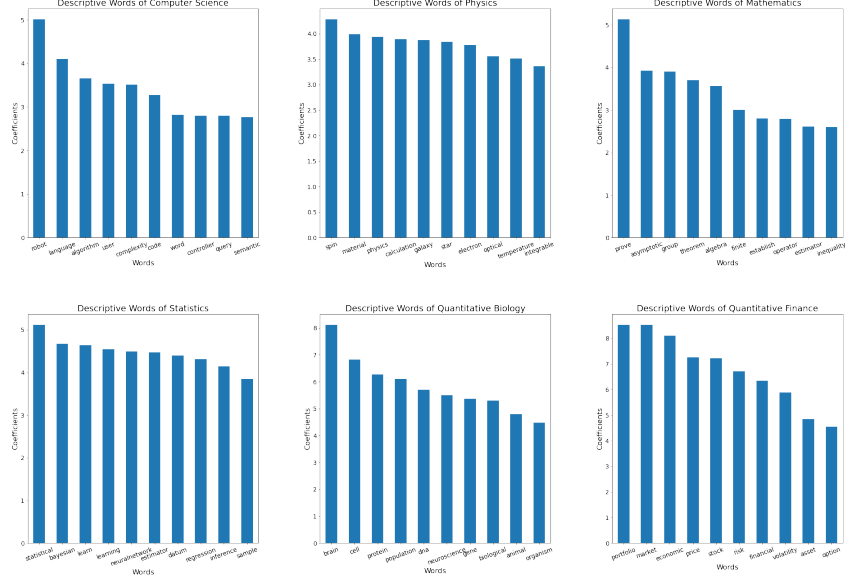 Descriptive Words of Computer Science
Descriptive Words of Physics
Descriptive Words of Mathematics
Coefficients
5
4
3
2
1
0
robot language algorithm user complexity code word controller query semantic
Words
Coefficients
4.0
3.5
3.0
2.5
2.0
1.5
1.0
0.5
0.0
spin material physics calculation galaxy star electron optical temperature integrable
Words
Coefficients
5
4
3
2
1
0
prove asymptotic group theorem algebra finite establish operator estimator inequality
Words
Descriptive Words of Statistics
Descriptive Words of Quantitative Biology
Descriptive Words of Quantitative Finance
Coefficients
5
4
3
2
1
0
statistical bayesian learn learning neuralnetwork estimator datum regression inference sample
Words
Coefficients
8
7
6
5
4
3
2
1
0
brain cell protein population dna neuroscience gene biological animal organism
Words
Coefficients
8
7
6
5
4
3
2
1
0
portfolio market economic price stock risk financial volatility asset option
Words